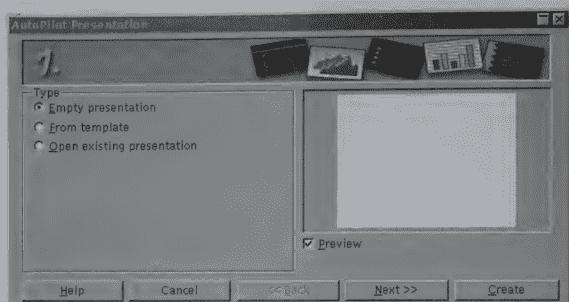 AutoPilot Presentation
1.
Type
Empty presentation
From template
Open existing presentation
Preview
Help
Cancel
<< Back
Next >>
Create